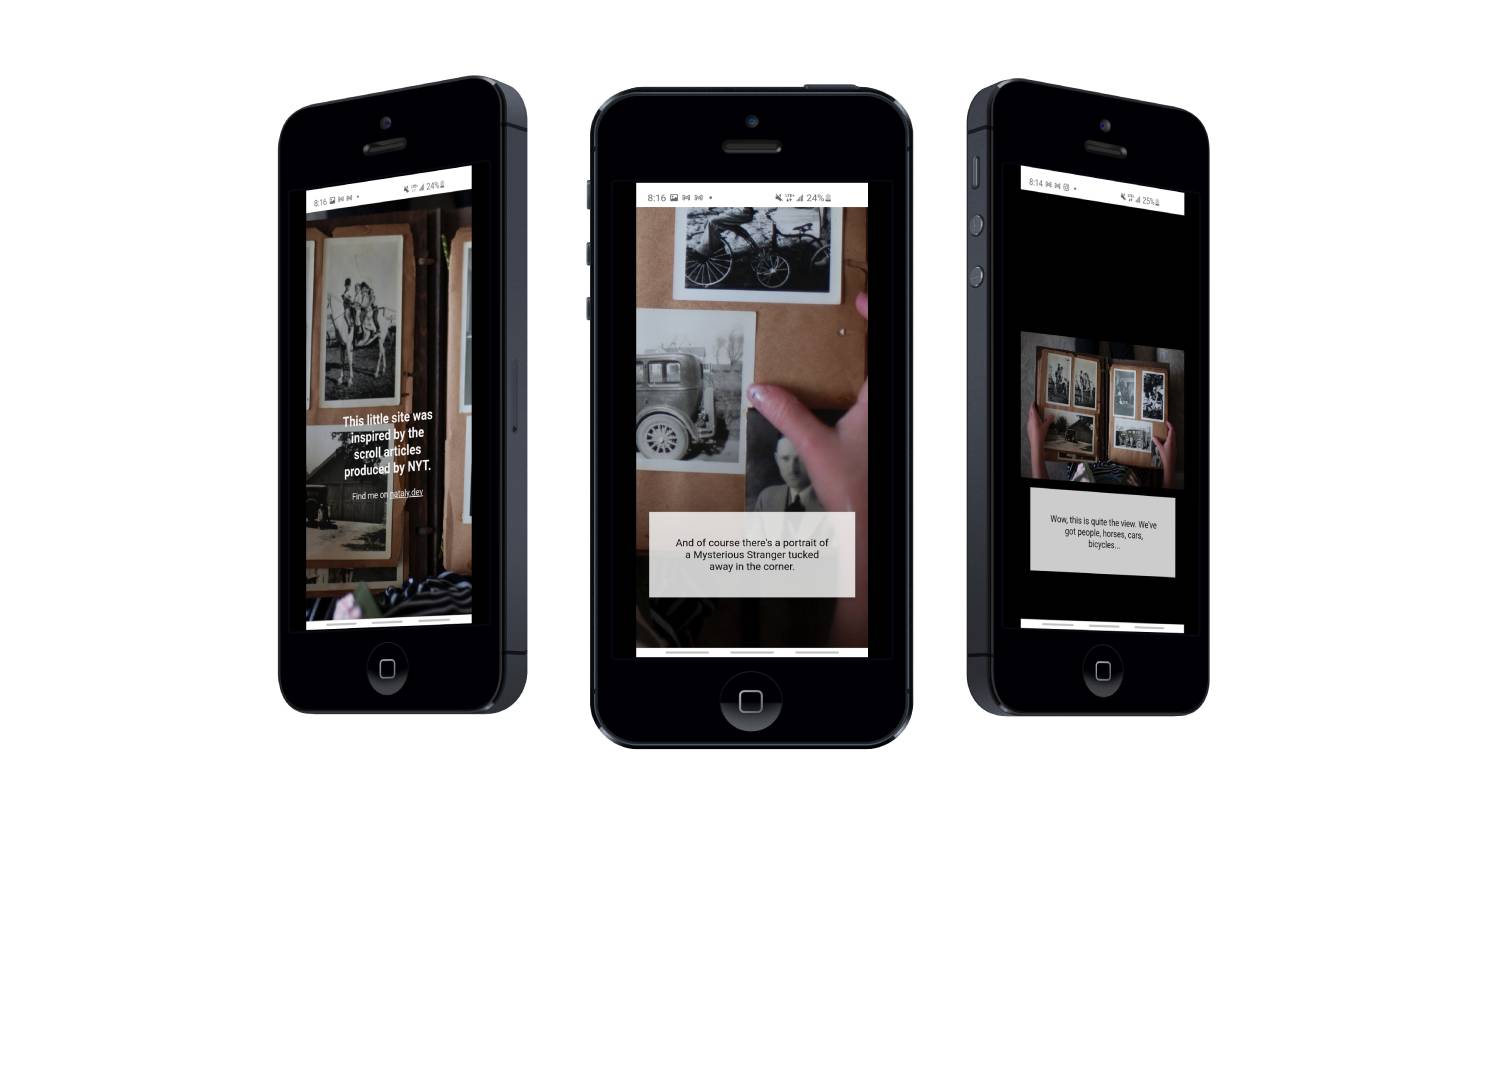 8:16
24%
This little site was
inspired by the
scroll articles
produced by NYT.
Find me on nataly.dev
8:16
24%
And of course there's a portrait of
a Mysterious Stranger tucked
away in the corner.
8:14
25%
Wow, this is quite the view. We've
got people, horses, cars,
bicycles...